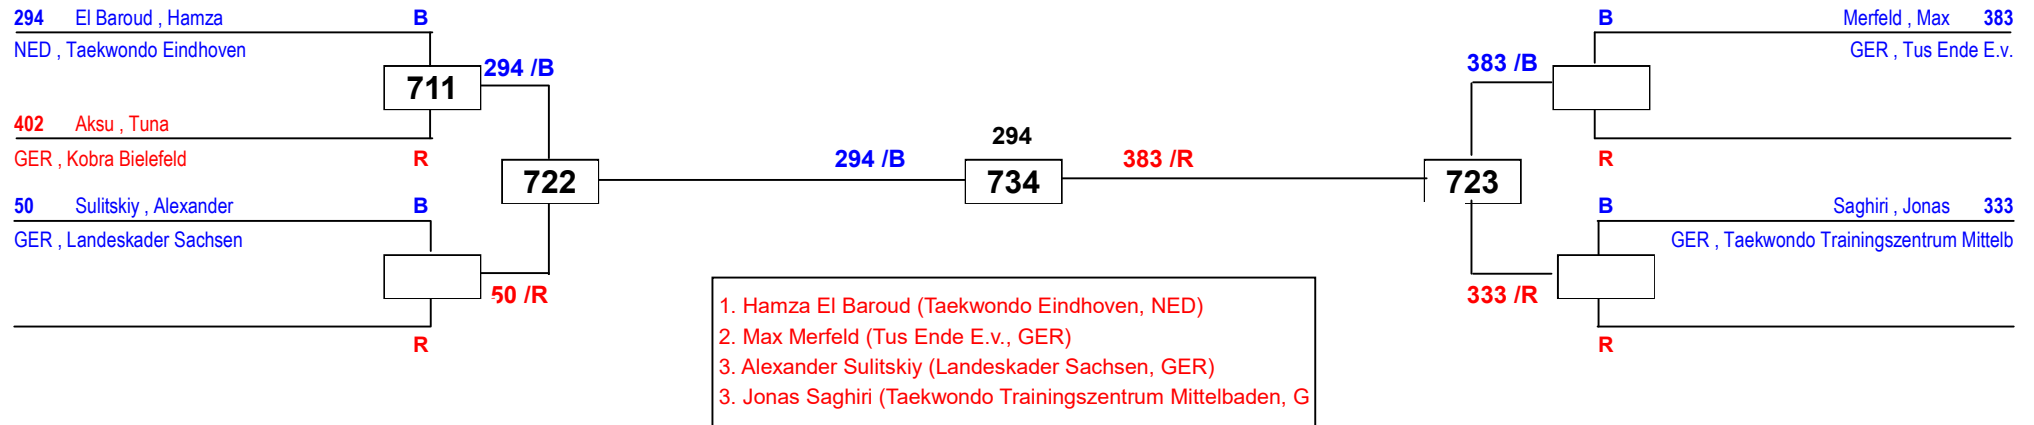 294 El Baroud , Hamza B
NED , Taekwondo Eindhoven
711
294 /B
402 Aksu , Tuna
GER , Kobra Bielefeld R
722
50 Sulitskiy , Alexander B
GER , Landeskader Sachsen
50 /R
R
294 /B
294
734
383 /R
B Merfeld , Max 383
GER , Tus Ende E.v.
383 /B
R
723
B Saghiri , Jonas 333
GER , Taekwondo Trainingszentrum Mittelb
333 /R
R
1. Hamza El Baroud (Taekwondo Eindhoven, NED)
2. Max Merfeld (Tus Ende E.v., GER)
3. Alexander Sulitskiy (Landeskader Sachsen, GER)
3. Jonas Saghiri (Taekwondo Trainingszentrum Mittelbaden, G